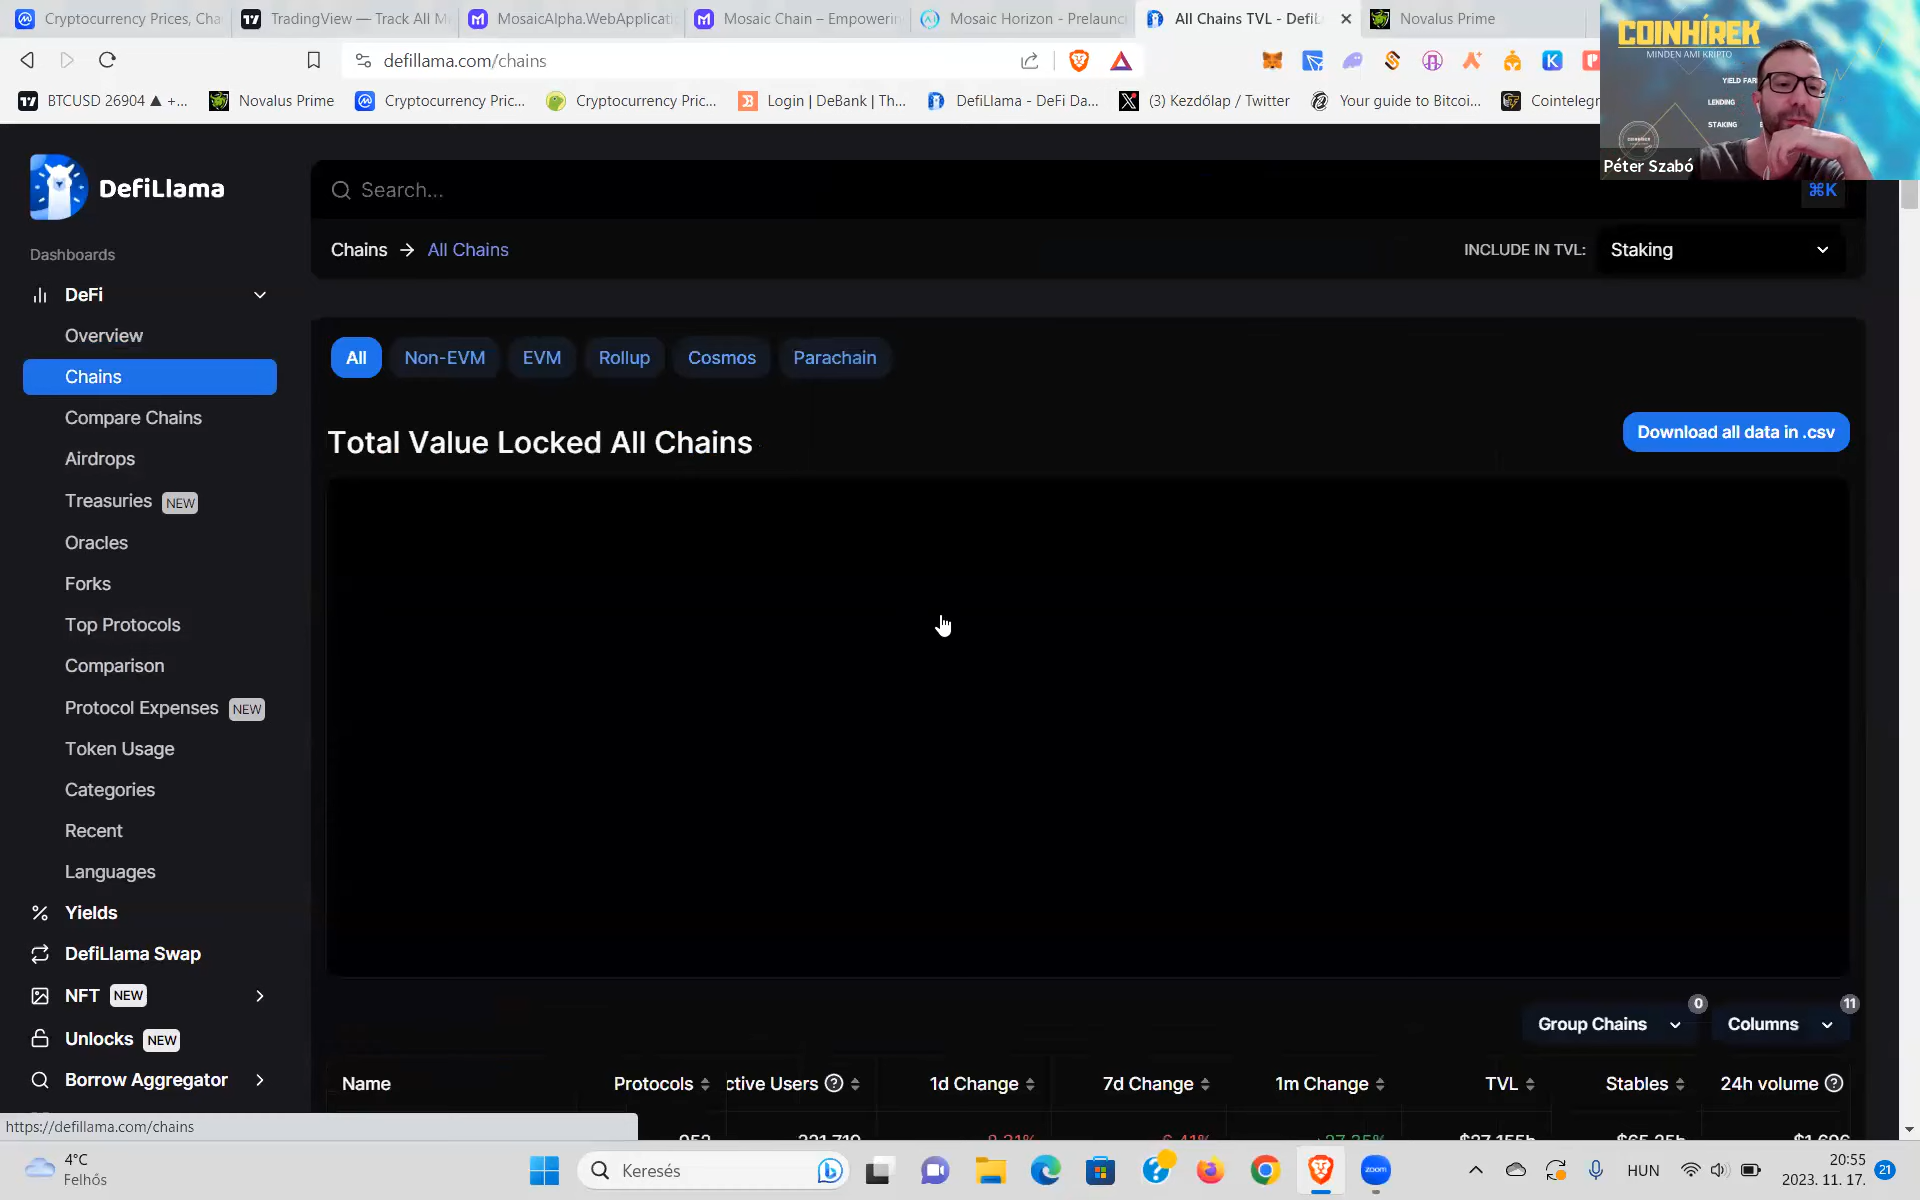 Cryptocurrency Prices, Cha
TradingView — Track All M
MosaicAlpha.WebApplicati
Mosaic Chain – Empowerin
Mosaic Horizon - Prelaunc
All Chains TVL - DefiL
Novalus Prime
defillama.com/chains
BTCUSD 26904 ▲ +...
Novalus Prime
Cryptocurrency Pric...
Cryptocurrency Pric...
Login | DeBank | Th...
DefiLlama - DeFi Da...
(3) Kezdőlap / Twitter
Your guide to Bitcoi...
Cointelegr
COINHÍREK
MINDEN AMI KRIPTO
YIELD FAR
LENDING
STAKING
Péter Szabó
DefiLlama
Search...
⌘K
Chains → All Chains
INCLUDE IN TVL:
Staking
Dashboards
DeFi
Overview
Chains
Compare Chains
Airdrops
Treasuries NEW
Oracles
Forks
Top Protocols
Comparison
Protocol Expenses NEW
Token Usage
Categories
Recent
Languages
Yields
DefiLlama Swap
NFT NEW
Unlocks NEW
Borrow Aggregator
All
Non-EVM
EVM
Rollup
Cosmos
Parachain
Total Value Locked All Chains
Download all data in .csv
0
11
Group Chains
Columns
Name
Protocols
ctive Users
1d Change
7d Change
1m Change
TVL
Stables
24h volume
https://defillama.com/chains
4°C
Felhős
Keresés
zoom
HUN
20:55
2023. 11. 17.
21